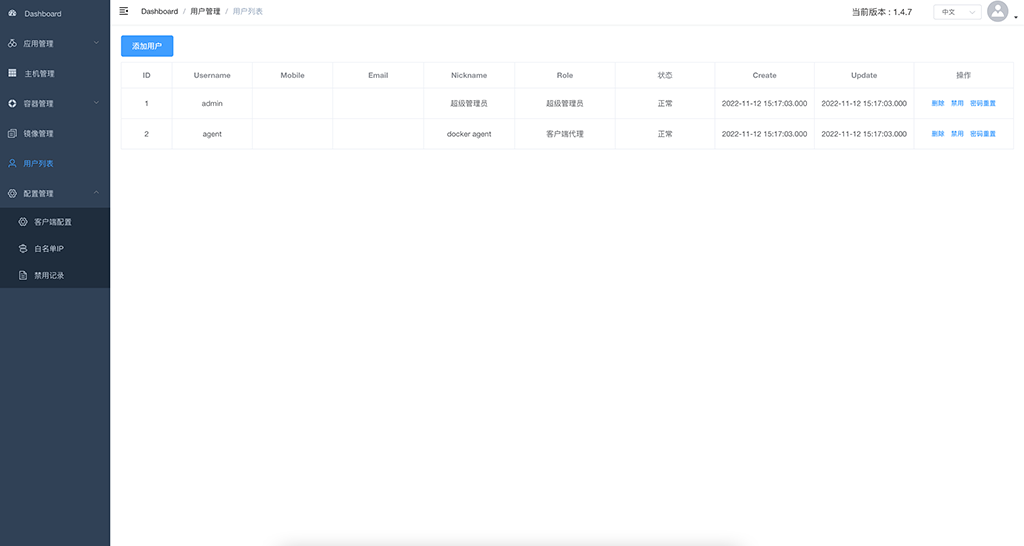 Dashboard
应用管理
主机管理
容器管理
镜像管理
用户列表
配置管理
客户端配置
白名单IP
禁用记录
Dashboard / 用户管理 / 用户列表
当前版本 : 1.4.7
中文
添加用户
ID Username Mobile Email Nickname Role 状态 Create Update 操作
1 admin 超级管理员 超级管理员 正常 2022-11-12 15:17:03.000 2022-11-12 15:17:03.000 删除 禁用 密码重置
2 agent docker agent 客户端代理 正常 2022-11-12 15:17:03.000 2022-11-12 15:17:03.000 删除 禁用 密码重置